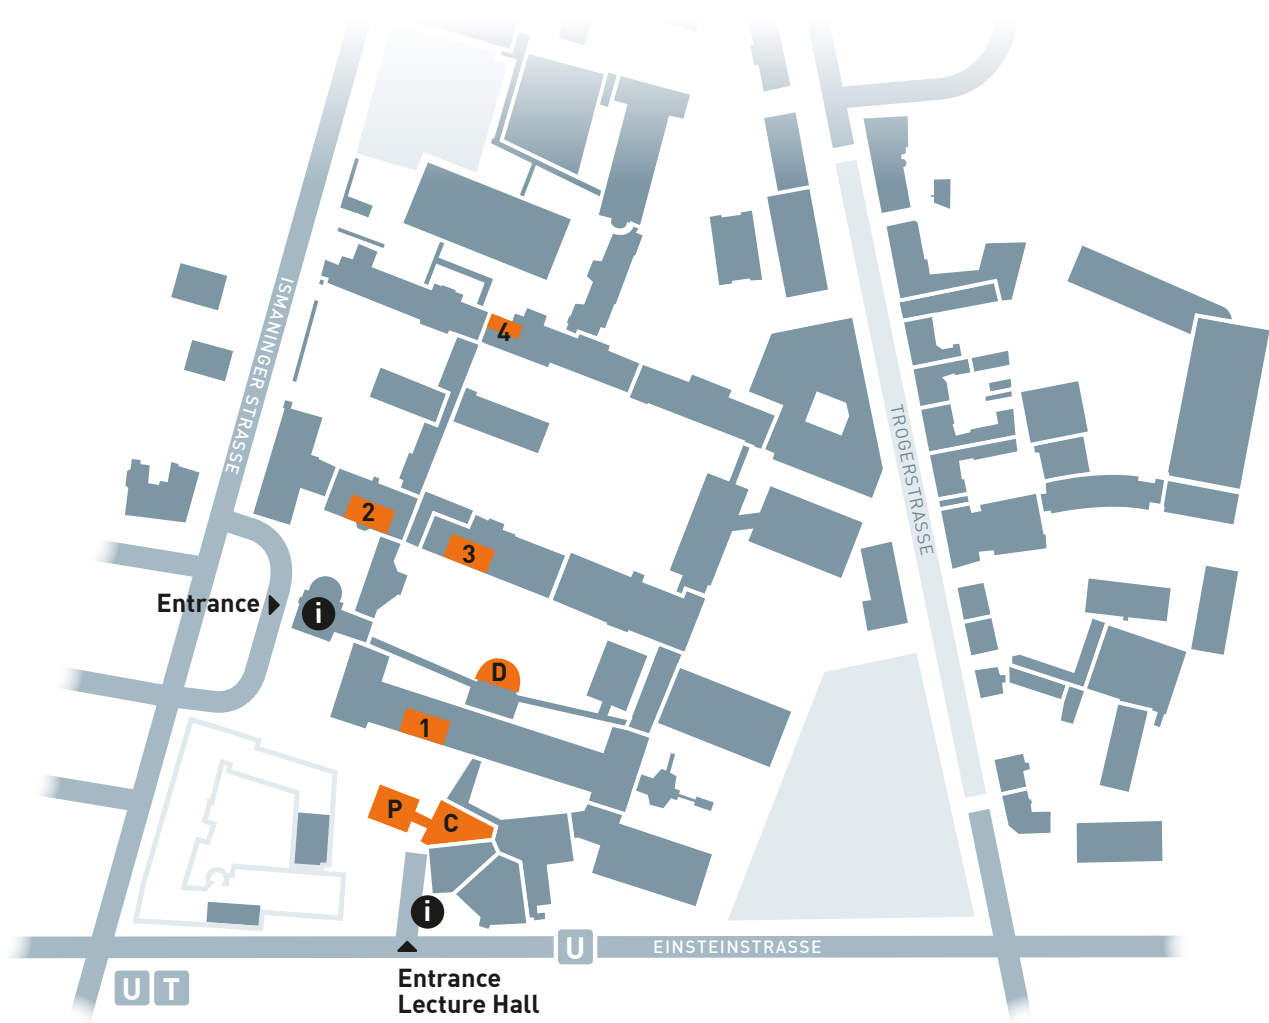 ISMANINGER STRASSE
4
TROGERSTRASSE
2
3
Entrance
i
D
1
P
C
i
U
EINSTEINSTRASSE
Entrance
Lecture Hall
U T